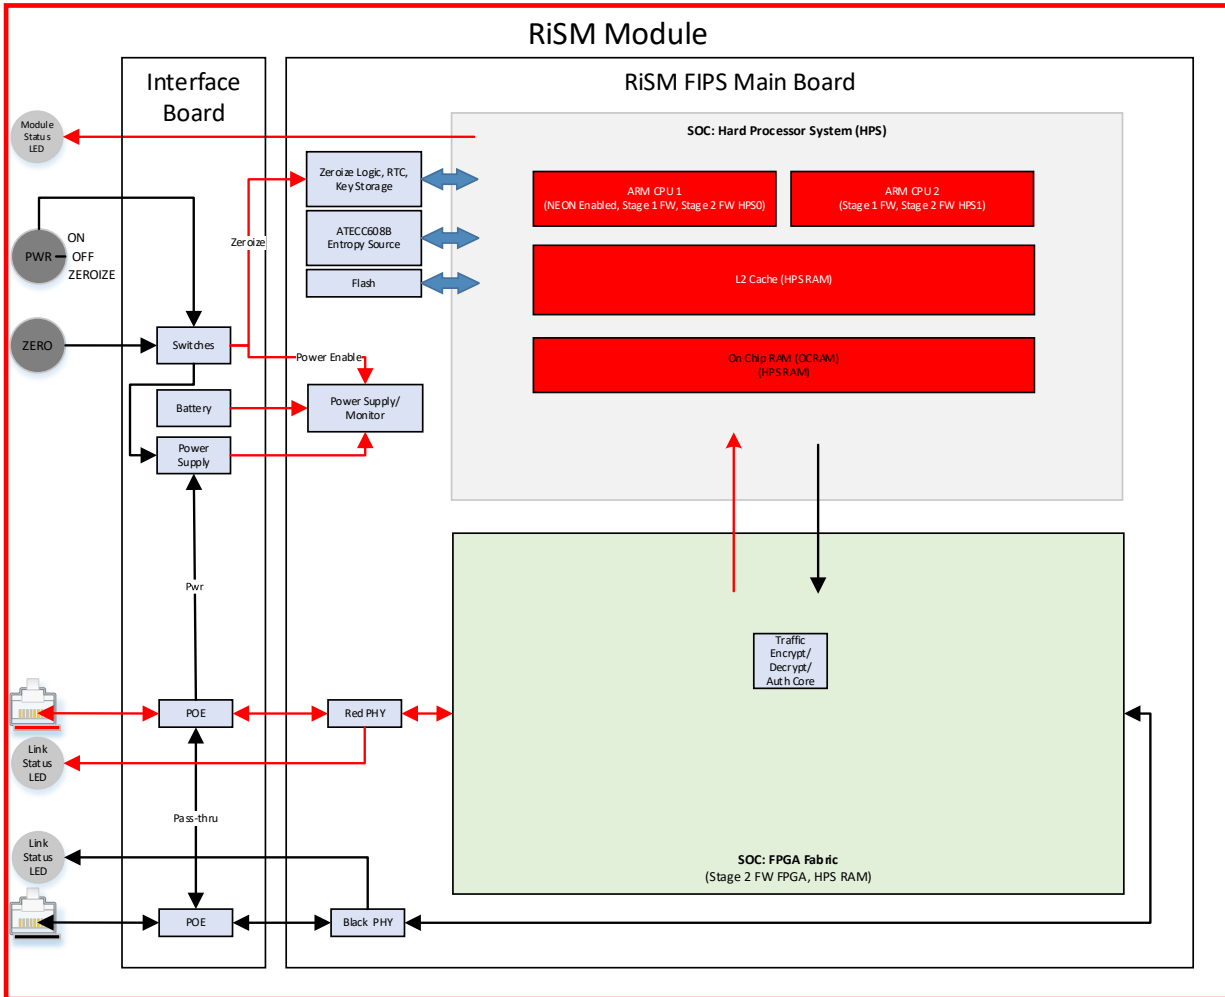 RiSM Module
Interface
Board
RiSM FIPS Main Board
Module
Status
LED
SOC: Hard Processor System (HPS)
Zeroize Logic, RTC,
Key Storage
ARM CPU 1
(NEON Enabled, Stage 1 FW, Stage 2 FW HPS0)
ARM CPU 2
(Stage 1 FW, Stage 2 FW HPS1)
ATECC608B
Entropy Source
Zeroize
ON
PWR
OFF
ZEROIZE
Flash
L2 Cache (HPS RAM)
ZERO
Switches
Power Enable
On Chip RAM (OCRAM)
(HPS RAM)
Battery
Power Supply/
Monitor
Power
Supply
Pwr
Traffic
Encrypt/
Decrypt/
Auth Core
POE
Red PHY
Link
Status
LED
Pass-thru
Link
Status
LED
SOC: FPGA Fabric
(Stage 2 FW FPGA, HPS RAM)
POE
Black PHY